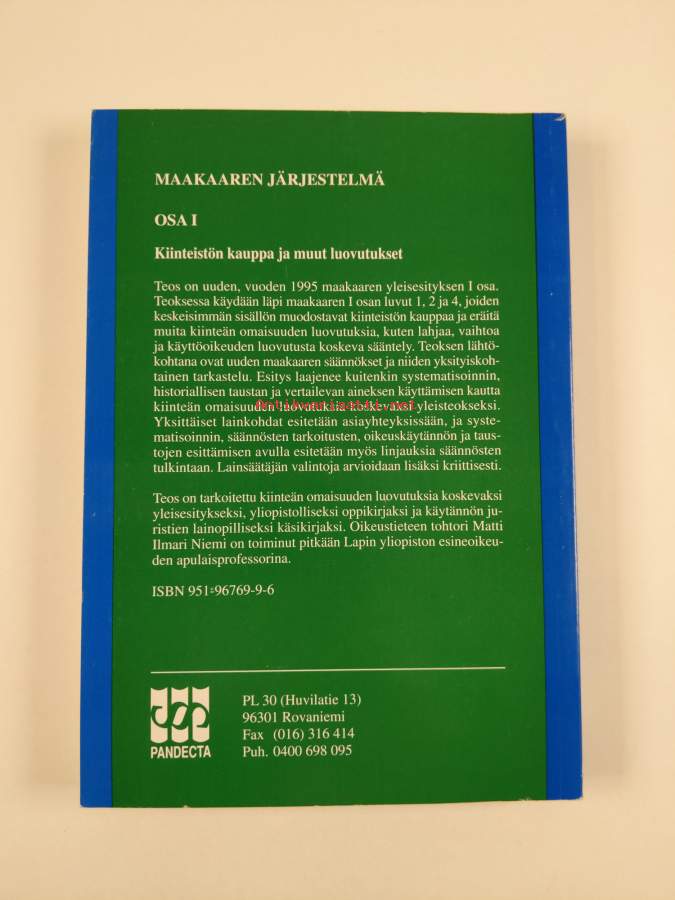 MAAKAAREN JÄRJESTELMÄ
OSA I
Kiinteistön kauppa ja muut luovutukset
Teos on uuden, vuoden 1995 maakaaren yleisesityksen I osa.
Teoksessa käydään läpi maakaaren I osan luvut 1, 2 ja 4, joiden
keskeisimmän sisällön muodostavat kiinteistön kauppaa ja eräitä
muita kiinteän omaisuuden luovutuksia, kuten lahjaa, vaihtoa
ja käyttöoikeuden luovutusta koskeva sääntely. Teoksen lähtö-
kohtana ovat uuden maakaaren säännökset ja niiden yksityiskoh-
tainen tarkastelu. Esitys laajenee kuitenkin systematisoinnin,
historiallisen taustan ja vertailevan aineksen käyttämisen kautta
kiinteän omaisuuden luovutuksia koskevaksi yleisteokseksi.
Antikvariaatti.net
Yksittäiset lainkohdat esitetään asiayhteyksissään, ja syste-
matisoinnin, säännösten tarkoitusten, oikeuskäytännön ja taus-
tojen esittämisen avulla esitetään myös linjauksia säännösten
tulkintaan. Lainsäätäjän valintoja arvioidaan lisäksi kriittisesti.
Teos on tarkoitettu kiinteän omaisuuden luovutuksia koskevaksi
yleisesitykseksi, yliopistolliseksi oppikirjaksi ja käytännön ju-
ristien lainopilliseksi käsikirjaksi. Oikeustieteen tohtori Matti
Ilmari Niemi on toiminut pitkään Lapin yliopiston esineoikeu-
den apulaisprofessorina.
ISBN 951-96769-9-6
PANDECTA
PL 30 (Huvilatie 13)
96301 Rovaniemi
Fax (016) 316 414
Puh. 0400 698 095